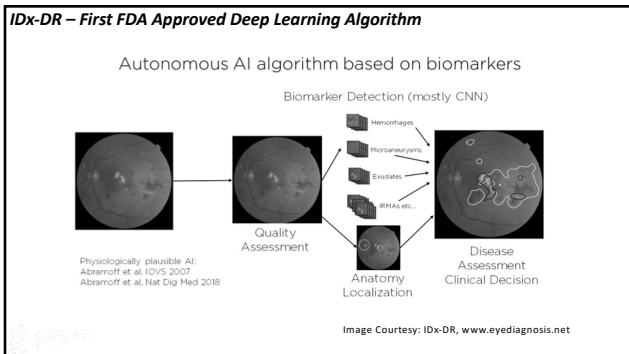 IDx-DR – First FDA Approved Deep Learning Algorithm
Autonomous AI algorithm based on biomarkers
Biomarker Detection (mostly CNN)
Hemorrhages
Microaneurysms
Exudates
IRMAs etc...
Quality
Assessment
Anatomy
Localization
Disease
Assessment
Clinical Decision
Physiologically plausible AI:
Abramoff et al, IOVS 2007
Abramoff et al, Nat Dig Med 2018
Image Courtesy: IDx-DR, www.eyediagnosis.net